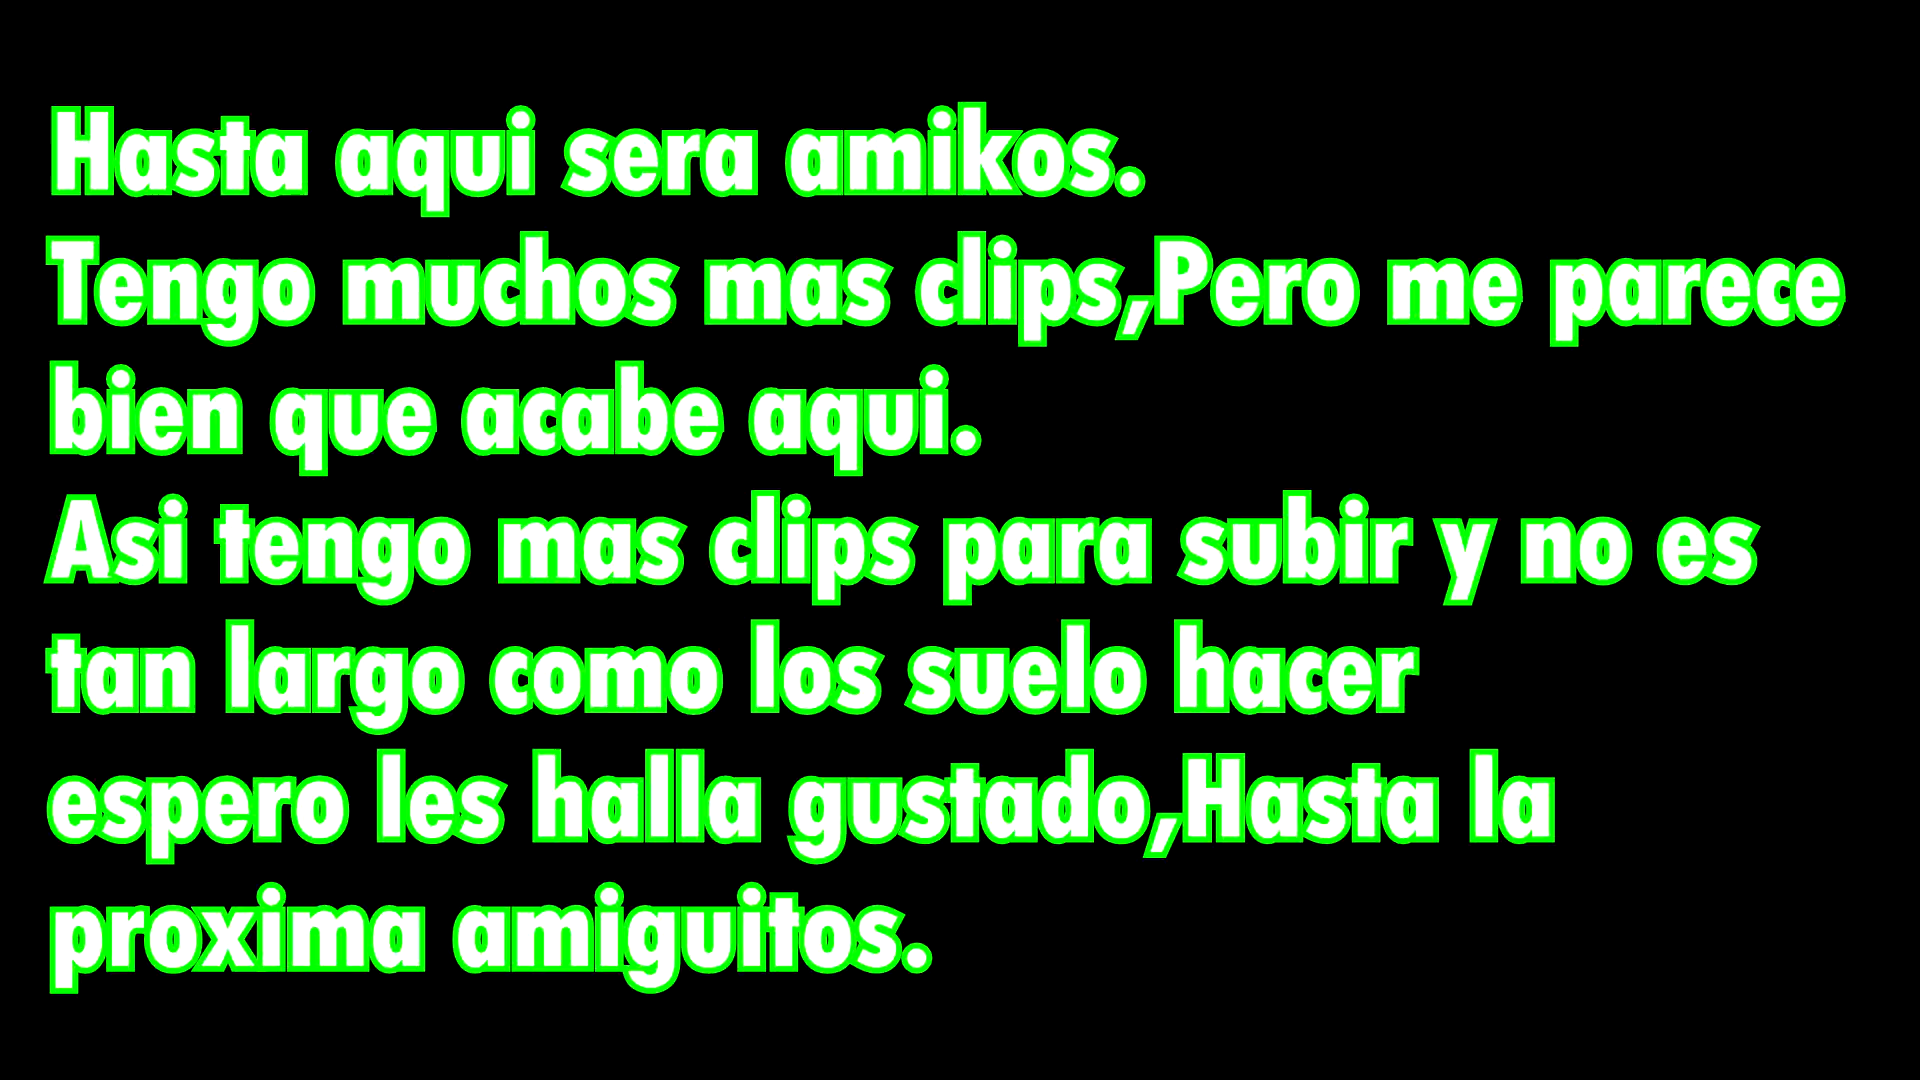 Hasta aqui sera amikos.
Tengo muchos mas clips,Pero me parece
bien que acabe aqui.
Asi tengo mas clips para subir y no es
tan largo como los suelo hacer
espero les halla gustado,Hasta la
proxima amiguitos.